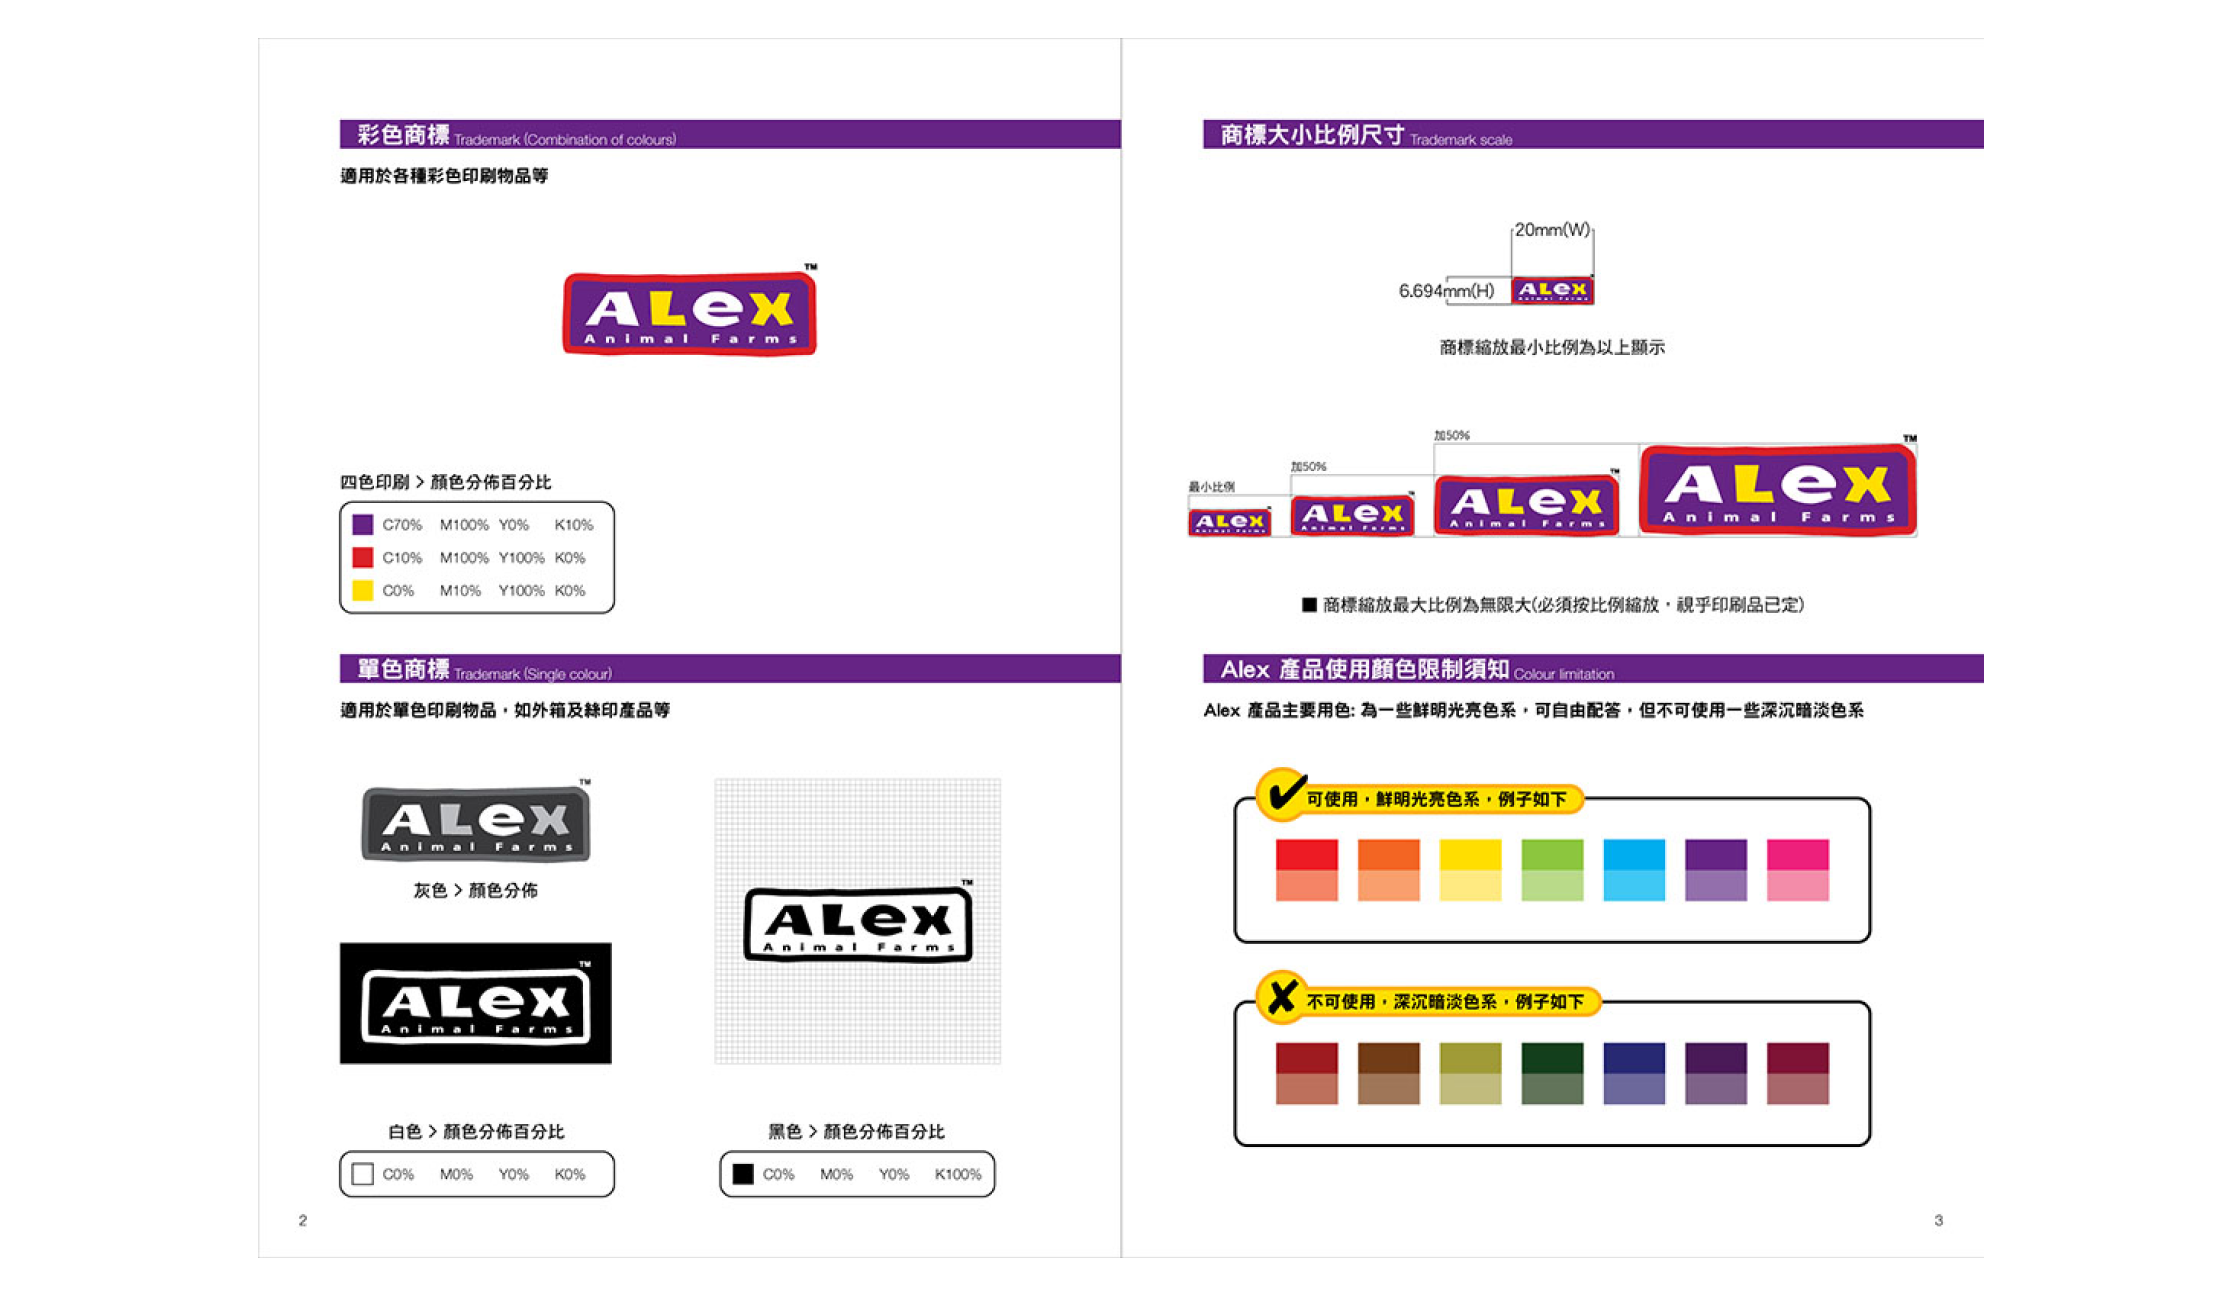 彩色商標 Trademark (Combination of colours)
適用於各種彩色印刷物品等
TM
ALex
Animal Farms
四色印刷 > 顏色分佈百分比
C70% M100% Y0% K10%
C10% M100% Y100% K0%
C0% M10% Y100% K0%
單色商標 Trademark (Single colour)
適用於單色印刷物品，如外箱及絲印產品等
TM
ALex
Animal Farms
灰色 > 顏色分佈
TM
ALex
Animal Farms
白色 > 顏色分佈百分比
C0% M0% Y0% K0%
TM
ALex
Animal Farms
黑色 > 顏色分佈百分比
C0% M0% Y0% K100%
2
商標大小比例尺寸 Trademark scale
20mm(W)
6.694mm(H)
ALex
Animal Farms
商標縮放最小比例為以上顯示
最小比例
ALex
Animal Farms
加50%
ALex
Animal Farms
加50%
TM
ALex
Animal Farms
TM
ALex
Animal Farms
■ 商標縮放最大比例為無限大(必須按比例縮放，視乎印刷品已定)
Alex 產品使用顏色限制須知 Colour limitation
Alex 產品主要用色: 為一些鮮明光亮色系，可自由配答，但不可使用一些深沉暗淡色系
可使用，鮮明光亮色系，例子如下
不可使用，深沉暗淡色系，例子如下
3